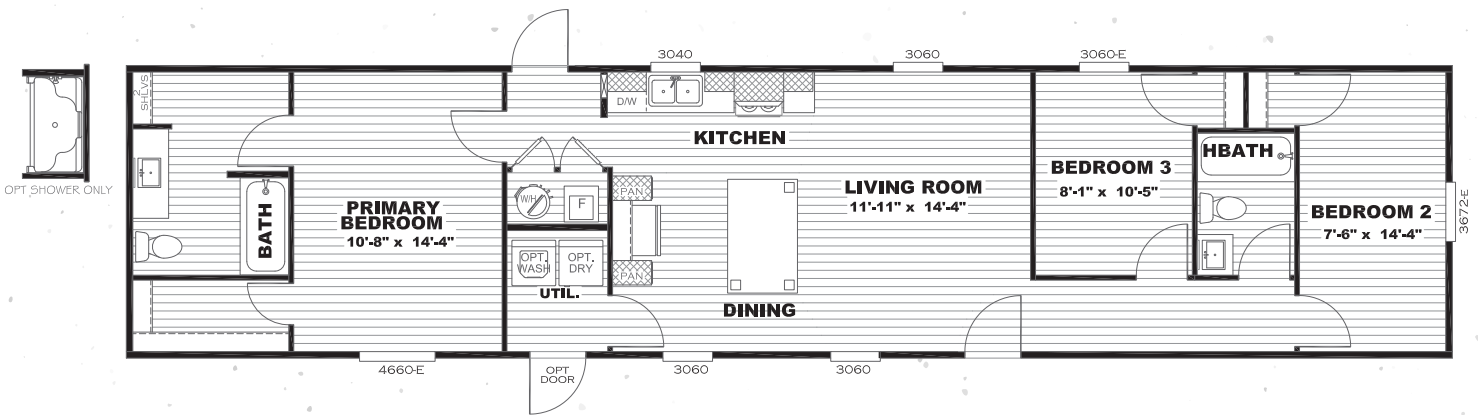 3040
3060
3060-E
2
SHLVS
D/W
KITCHEN
OPT SHOWER ONLY
BATH
PRIMARY
BEDROOM
10'-8" x 14'-4"
W/H
F
PAN
PAN
LIVING ROOM
11'-11" x 14'-4"
BEDROOM 3
8'-1" x 10'-5"
HBATH
BEDROOM 2
7'-6" x 14'-4"
3672-E
OPT.
WASH
OPT.
DRY
UTIL.
DINING
4660-E
OPT
DOOR
3060
3060